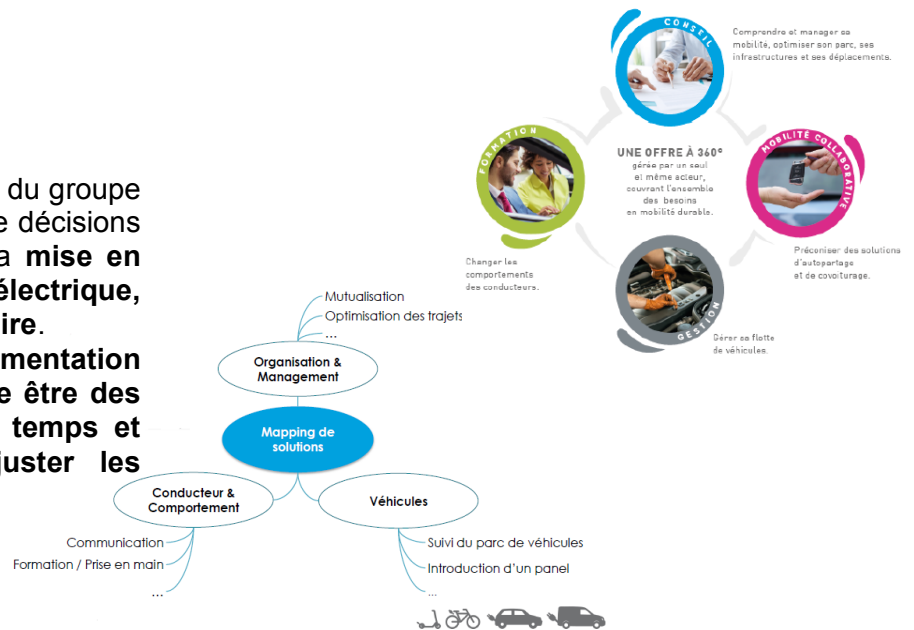 CONSEIL
Comprendre et manager sa
mobilité, optimiser son parc, ses
infrastructures et ses déplacements.
FORMATION
UNE OFFRE À 360°
gérée par un seul
et même acteur,
couvrant l'ensemble
des besoins
en mobilité durable.
MOBILITÉ COLLABORATIVE
Changer les
comportements
des conducteurs.
Préconiser des solutions
d'autopartage
et de covoiturage.
GESTION
Gérer sa flotte
de véhicules.
du groupe
e décisions
a mise en
électrique,
ire.
mentation
e être des
temps et
juster les
Mutualisation
Optimisation des trajets
...
Organisation &
Management
Mapping de
solutions
Conducteur &
Comportement
Véhicules
Communication
Formation / Prise en main
...
Suivi du parc de véhicules
Introduction d'un panel
...